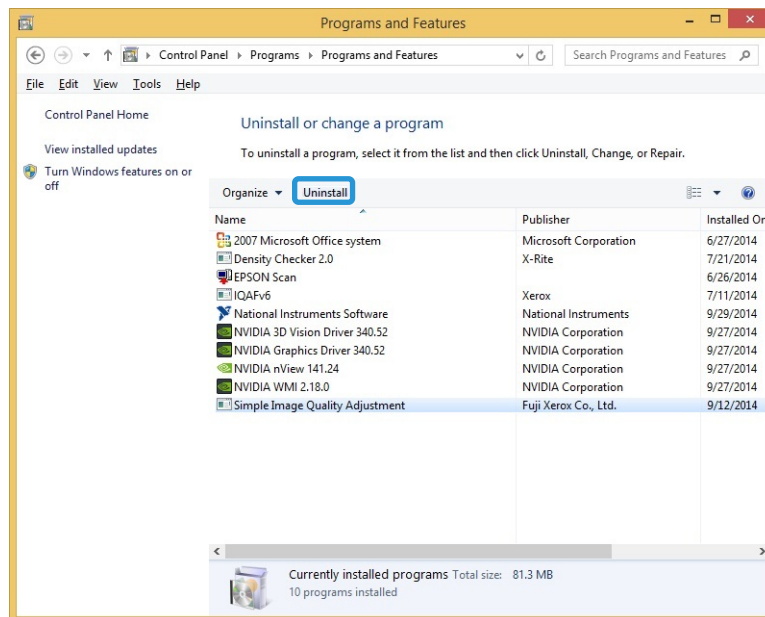 Programs and Features
Control Panel Programs Programs and Features Search Programs and Features
File Edit View Tools Help
Control Panel Home
View installed updates
Turn Windows features on or
off
Uninstall or change a program
To uninstall a program, select it from the list and then click Uninstall, Change, or Repair.
Organize Uninstall
Name Publisher Installed Or
2007 Microsoft Office system Microsoft Corporation 6/27/2014
Density Checker 2.0 X-Rite 7/21/2014
EPSON Scan 6/26/2014
IQAFv6 Xerox 7/11/2014
National Instruments Software National Instruments 9/29/2014
NVIDIA 3D Vision Driver 340.52 NVIDIA Corporation 9/27/2014
NVIDIA Graphics Driver 340.52 NVIDIA Corporation 9/27/2014
NVIDIA nView 141.24 NVIDIA Corporation 9/27/2014
NVIDIA WMI 2.18.0 NVIDIA Corporation 9/27/2014
Simple Image Quality Adjustment Fuji Xerox Co., Ltd. 9/12/2014
Currently installed programs Total size: 81.3 MB
10 programs installed